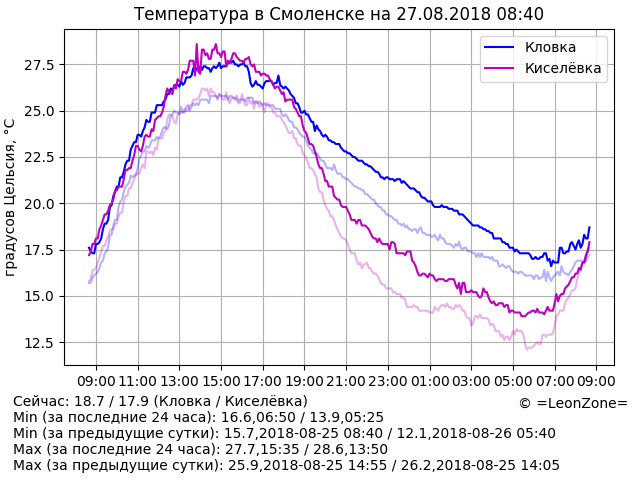 Температура в Смоленске на 27.08.2018 08:40
Кловка
Киселёвка
градусов Цельсия, °C
27.5
25.0
22.5
20.0
17.5
15.0
12.5
09:00 11:00 13:00 15:00 17:00 19:00 21:00 23:00 01:00 03:00 05:00 07:00 09:00
Сейчас: 18.7 / 17.9 (Кловка / Киселёвка)
© =LeonZone=
Min (за последние 24 часа): 16.6,06:50 / 13.9,05:25
Min (за предыдущие сутки): 15.7,2018-08-25 08:40 / 12.1,2018-08-26 05:40
Max (за последние 24 часа): 27.7,15:35 / 28.6,13:50
Max (за предыдущие сутки): 25.9,2018-08-25 14:55 / 26.2,2018-08-25 14:05